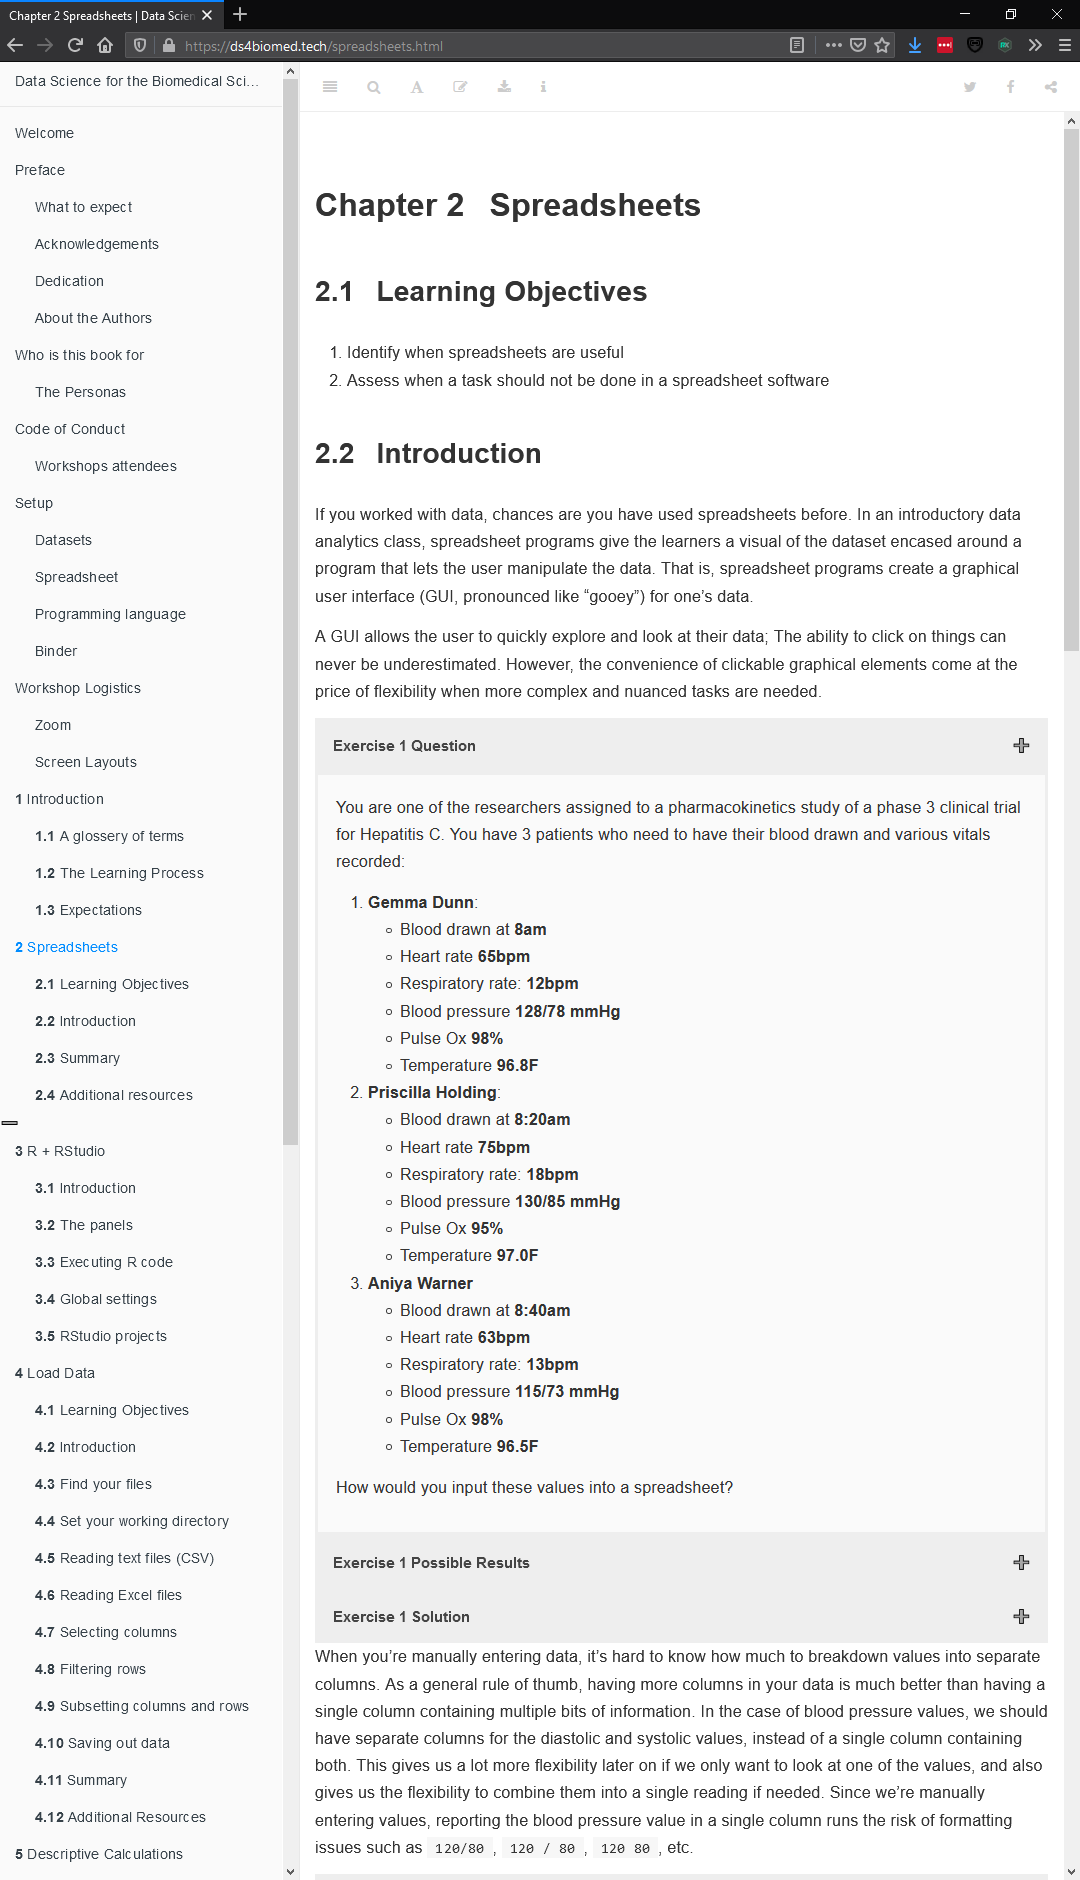 Chapter 2 Spreadsheets | Data Scien
https://ds4biomed.tech/spreadsheets.html
Data Science for the Biomedical Sci...
Welcome
Preface
What to expect
Acknowledgements
Dedication
About the Authors
Who is this book for
The Personas
Code of Conduct
Workshops attendees
Setup
Datasets
Spreadsheet
Programming language
Binder
Workshop Logistics
Zoom
Screen Layouts
1 Introduction
1.1 A glossery of terms
1.2 The Learning Process
1.3 Expectations
2 Spreadsheets
2.1 Learning Objectives
2.2 Introduction
2.3 Summary
2.4 Additional resources
3 R + RStudio
3.1 Introduction
3.2 The panels
3.3 Executing R code
3.4 Global settings
3.5 RStudio projects
4 Load Data
4.1 Learning Objectives
4.2 Introduction
4.3 Find your files
4.4 Set your working directory
4.5 Reading text files (CSV)
4.6 Reading Excel files
4.7 Selecting columns
4.8 Filtering rows
4.9 Subsetting columns and rows
4.10 Saving out data
4.11 Summary
4.12 Additional Resources
5 Descriptive Calculations
Chapter 2 Spreadsheets
2.1 Learning Objectives
1. Identify when spreadsheets are useful
2. Assess when a task should not be done in a spreadsheet software
2.2 Introduction
If you worked with data, chances are you have used spreadsheets before. In an introductory data
analytics class, spreadsheet programs give the learners a visual of the dataset encased around a
program that lets the user manipulate the data. That is, spreadsheet programs create a graphical
user interface (GUI, pronounced like “gooey”) for one’s data.
A GUI allows the user to quickly explore and look at their data; The ability to click on things can
never be underestimated. However, the convenience of clickable graphical elements come at the
price of flexibility when more complex and nuanced tasks are needed.
Exercise 1 Question
You are one of the researchers assigned to a pharmacokinetics study of a phase 3 clinical trial
for Hepatitis C. You have 3 patients who need to have their blood drawn and various vitals
recorded:
1. Gemma Dunn:
Blood drawn at 8am
Heart rate 65bpm
Respiratory rate: 12bpm
Blood pressure 128/78 mmHg
Pulse Ox 98%
Temperature 96.8F
2. Priscilla Holding:
Blood drawn at 8:20am
Heart rate 75bpm
Respiratory rate: 18bpm
Blood pressure 130/85 mmHg
Pulse Ox 95%
Temperature 97.0F
3. Aniya Warner
Blood drawn at 8:40am
Heart rate 63bpm
Respiratory rate: 13bpm
Blood pressure 115/73 mmHg
Pulse Ox 98%
Temperature 96.5F
How would you input these values into a spreadsheet?
Exercise 1 Possible Results
Exercise 1 Solution
When you’re manually entering data, it’s hard to know how much to breakdown values into separate
columns. As a general rule of thumb, having more columns in your data is much better than having a
single column containing multiple bits of information. In the case of blood pressure values, we should
have separate columns for the diastolic and systolic values, instead of a single column containing
both. This gives us a lot more flexibility later on if we only want to look at one of the values, and also
gives us the flexibility to combine them into a single reading if needed. Since we’re manually
entering values, reporting the blood pressure value in a single column runs the risk of formatting
issues such as 120/80 , 120 / 80 , 120 80 , etc.